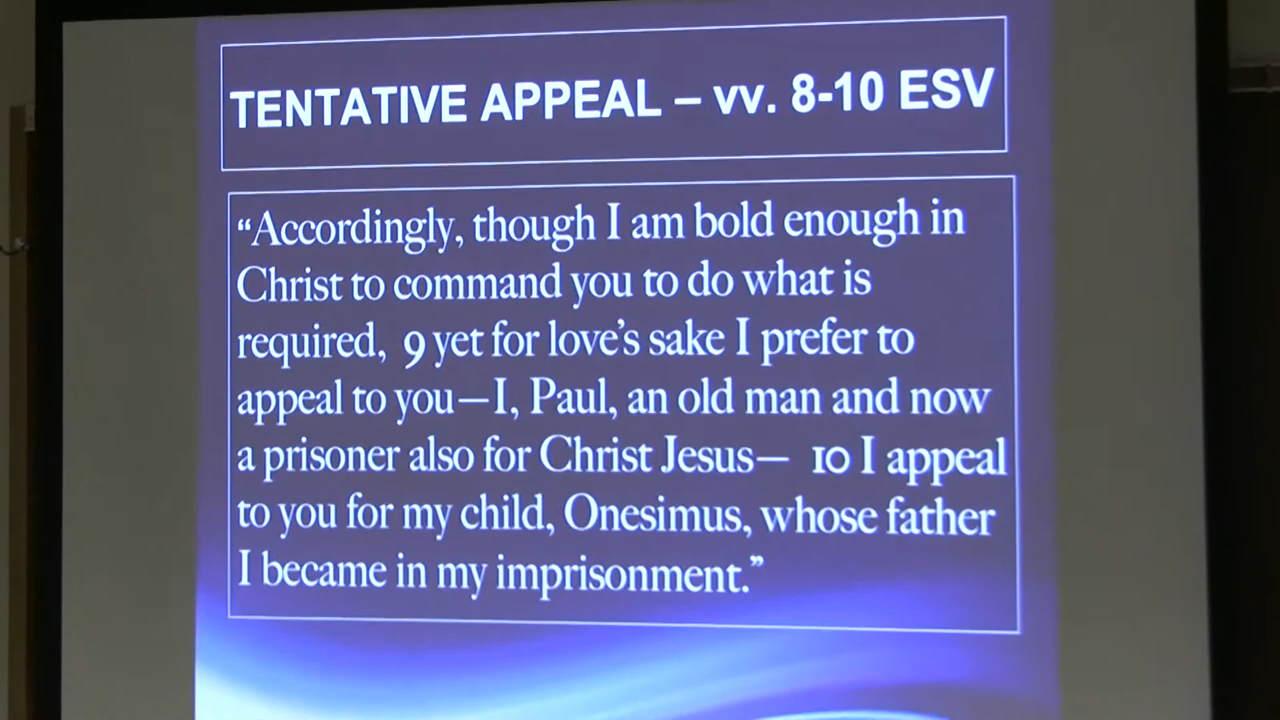 TENTATIVE APPEAL – vv. 8-10 ESV
“Accordingly, though I am bold enough in
Christ to command you to do what is
required, 9 yet for love’s sake I prefer to
appeal to you—I, Paul, an old man and now
a prisoner also for Christ Jesus— 10 I appeal
to you for my child, Onesimus, whose father
I became in my imprisonment.”